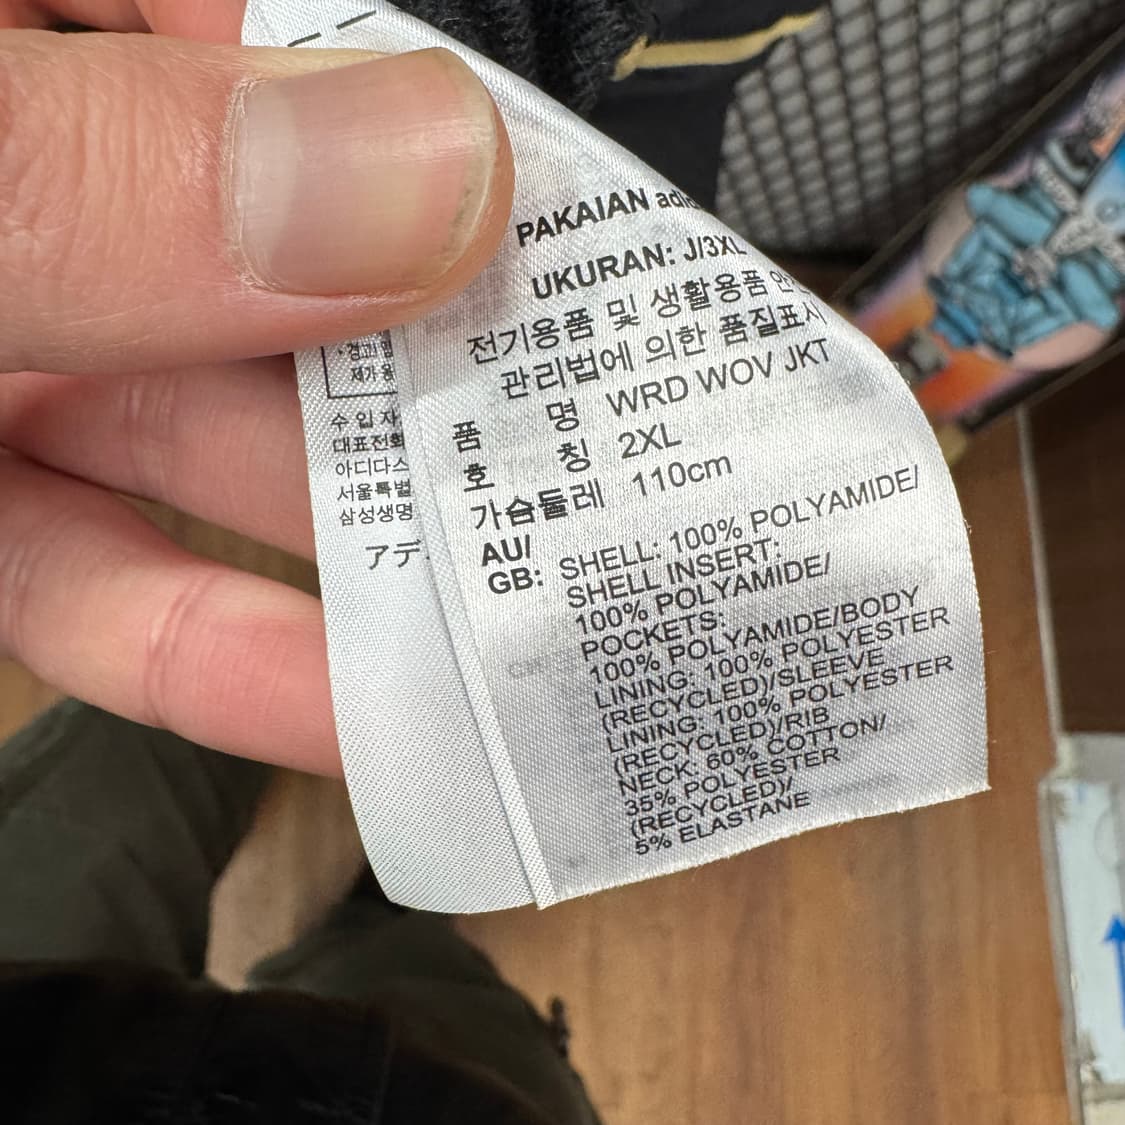 PAKAIAN
UKURAN: J/3XL
전기용품 및 생활용품
관리법에 의한 품질표시
품 명 WRD WOV JKT
호 칭 2XL
가슴둘레 110cm
AU/
GB: SHELL: 100% POLYAMIDE/
SHELL INSERT:
100% POLYAMIDE/
POCKETS:
100% POLYAMIDE/BODY
LINING: 100% POLYESTER
(RECYCLED)/SLEEVE
LINING: 100% POLYESTER
(RECYCLED)/RIB
NECK: 60% COTTON/
35% POLYESTER
(RECYCLED)/
5% ELASTANE
제가
수 입 자
대표전화
아디다스
서울특별
삼성생명
アデ